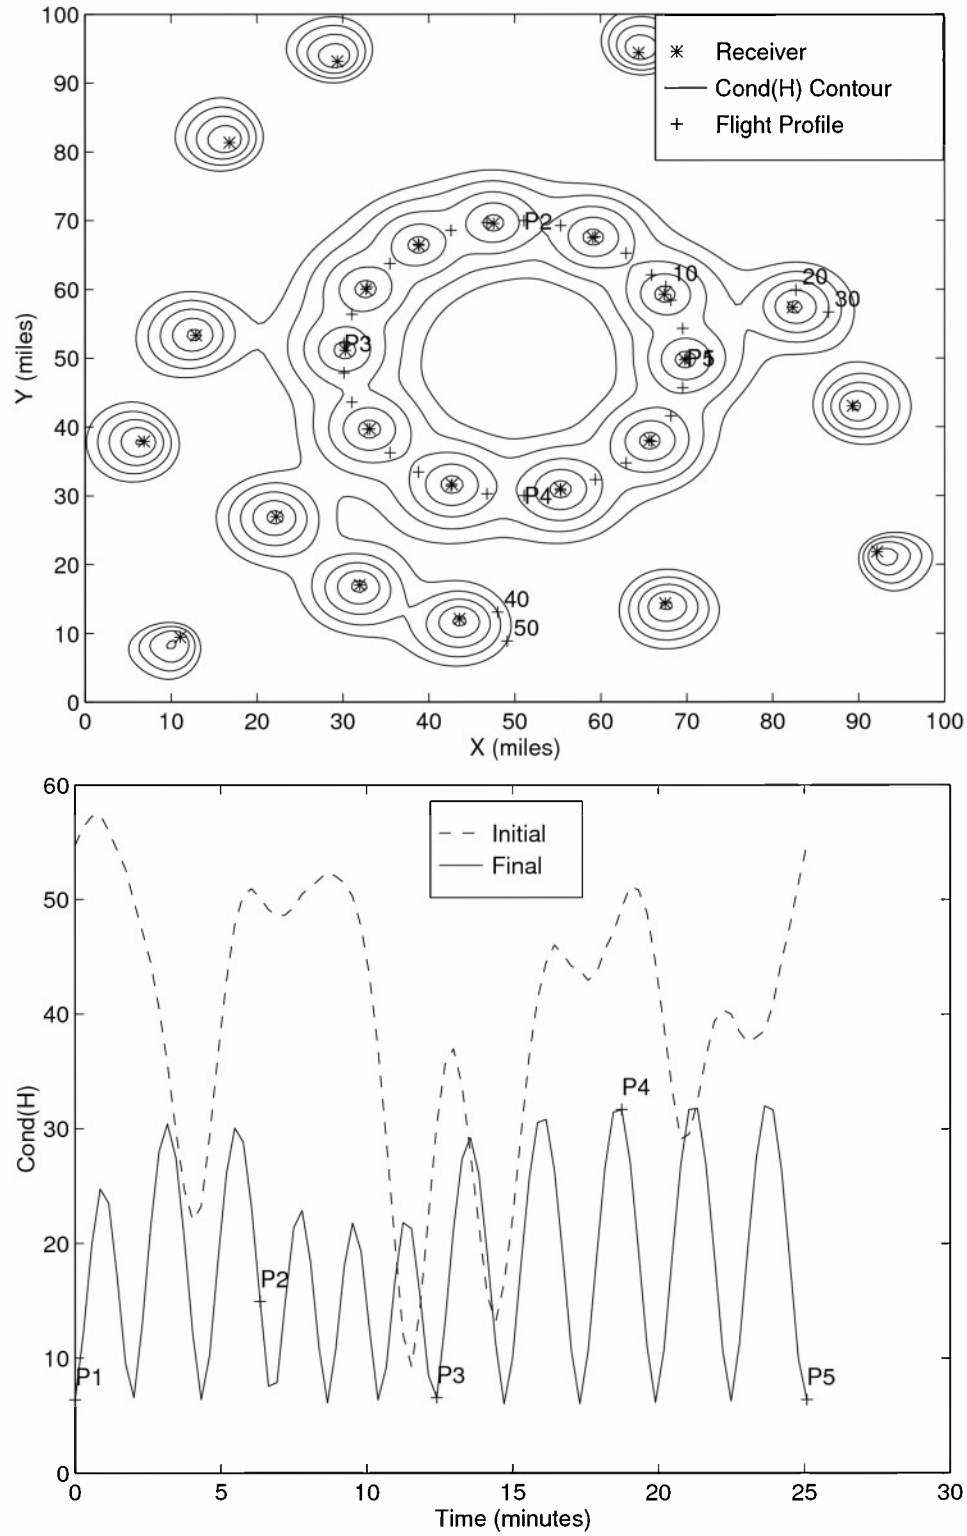 100
90
80
70
60
50
40
30
20
10
0
Y (miles)
Receiver
Cond(H) Contour
Flight Profile
P2
10
20
30
P3
P5
P4
40
50
0 10 20 30 40 50 60 70 80 90 100
X (miles)
60
50
40
30
20
10
0
Cond(H)
Initial
Final
P4
P2
P1
P3
P5
0 5 10 15 20 25 30
Time (minutes)